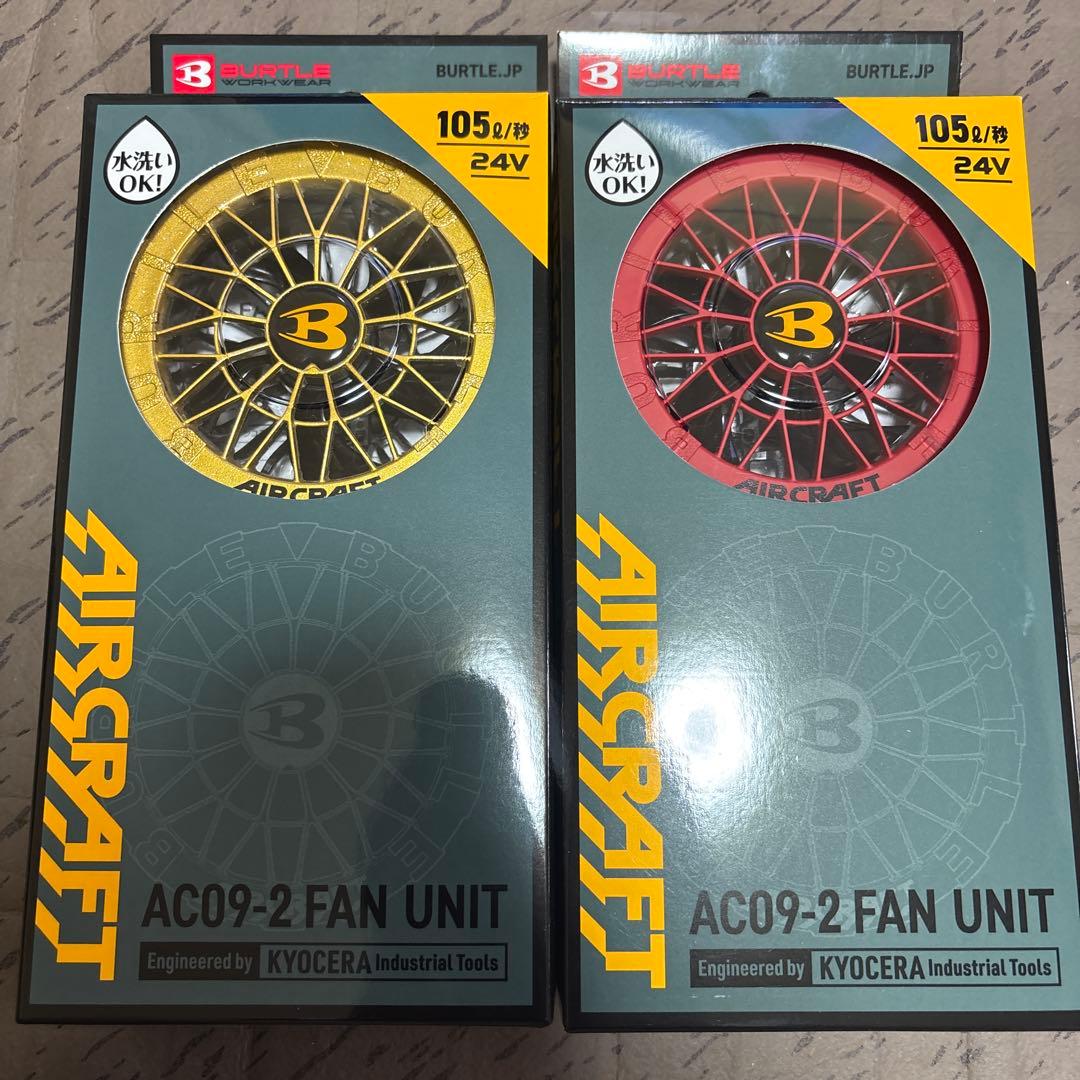 BURTLE
WORKWEAR
BURTLE.JP
水洗い
OK!
105ℓ/秒
24V
B
AIRCRAFT
AIRCRAFT
B
AC09-2 FAN UNIT
Engineered by KYOCERA Industrial Tools
BURTLE
WORKWEAR
BURTLE.JP
水洗い
OK!
105ℓ/秒
24V
B
AIRCRAFT
AIRCRAFT
B
AC09-2 FAN UNIT
Engineered by KYOCERA Industrial Tools